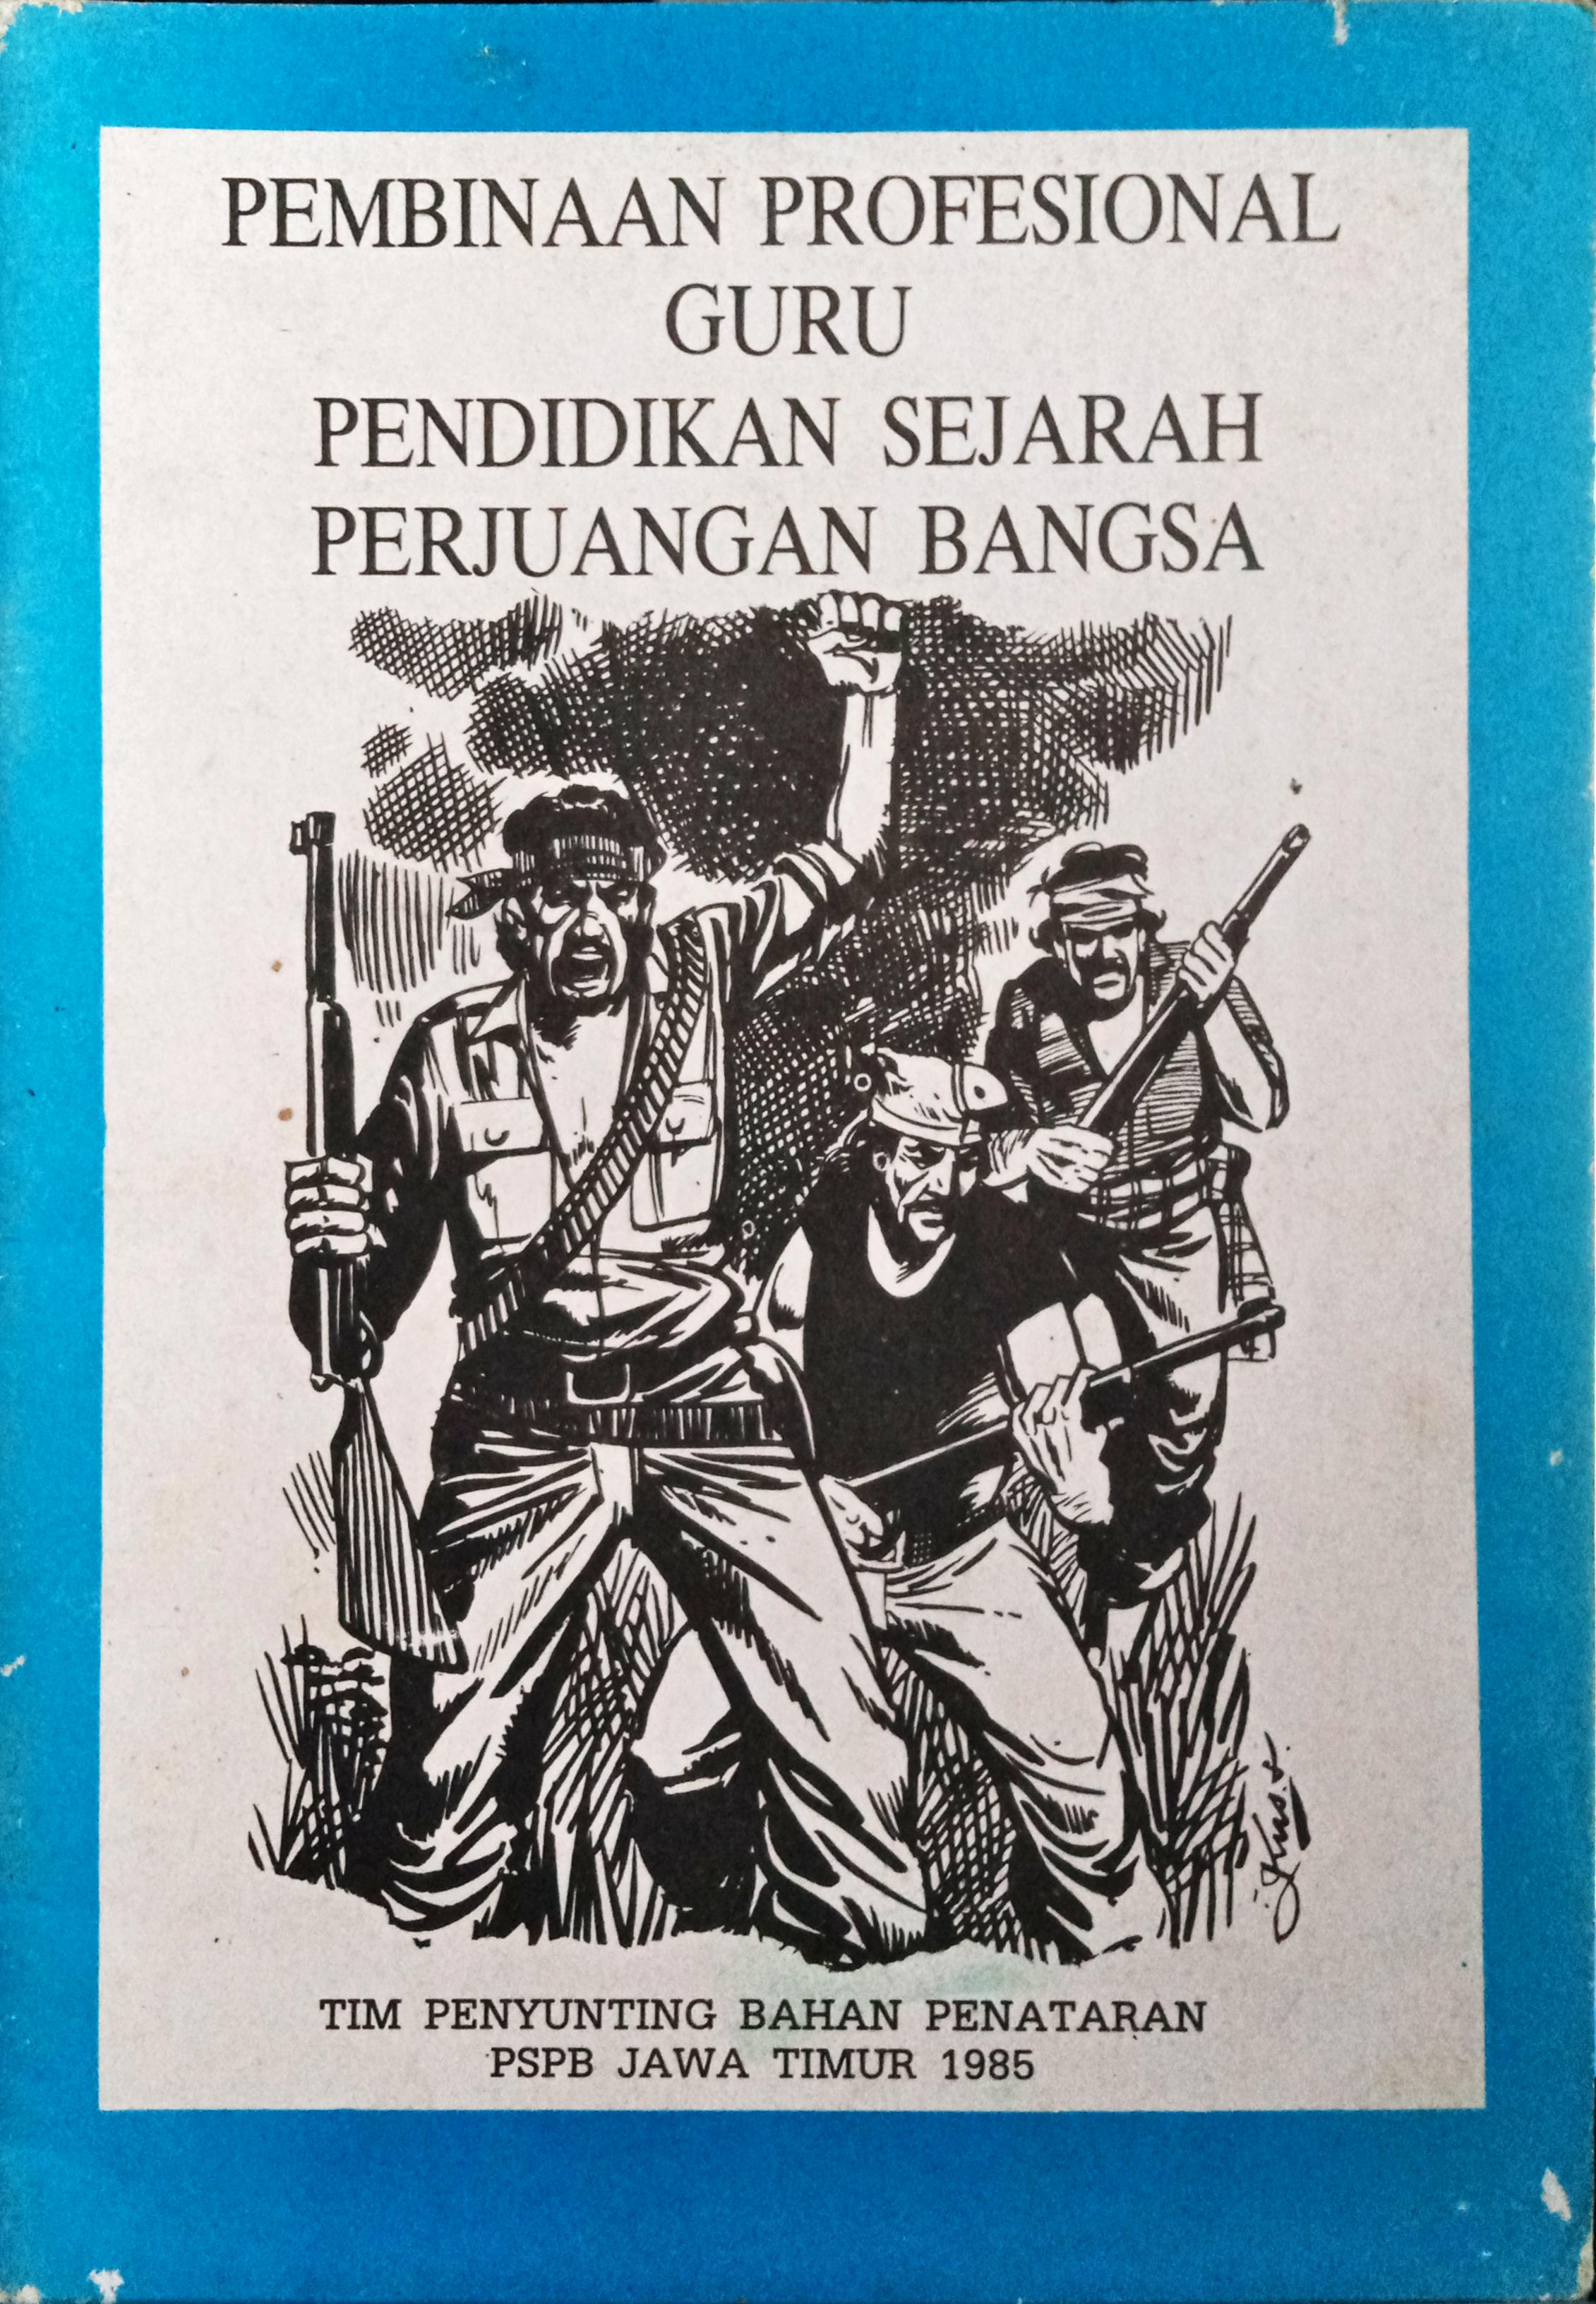 PEMBINAAN PROFESIONAL
GURU
PENDIDIKAN SEJARAH
PERJUANGAN BANGSA
TIM PENYUNTING BAHAN PENATARAN
PSPB JAWA TIMUR 1985